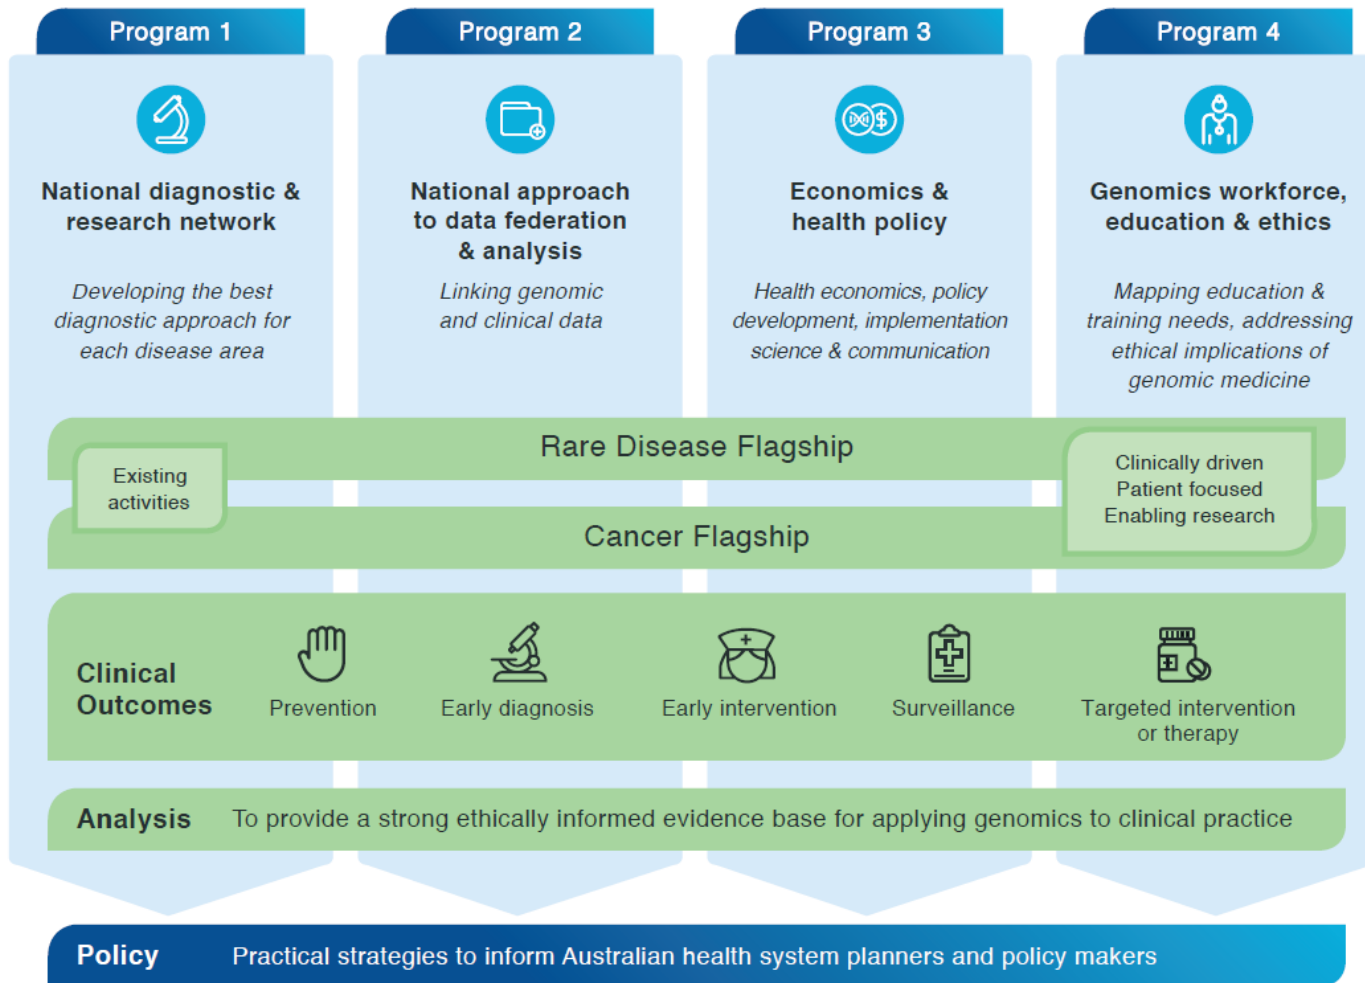 Program 1
Program 2
Program 3
Program 4
$
National diagnostic &
research network
National approach
to data federation
& analysis
Economics &
health policy
Genomics workforce,
education & ethics
Developing the best
diagnostic approach for
each disease area
Linking genomic
and clinical data
Health economics, policy
development, implementation
science & communication
Mapping education &
training needs, addressing
ethical implications of
genomic medicine
Rare Disease Flagship
Existing
activities
Clinically driven
Patient focused
Enabling research
Cancer Flagship
Clinical
Outcomes
Prevention
Early diagnosis
Early intervention
Surveillance
Targeted intervention
or therapy
Analysis To provide a strong ethically informed evidence base for applying genomics to clinical practice
Policy Practical strategies to inform Australian health system planners and policy makers